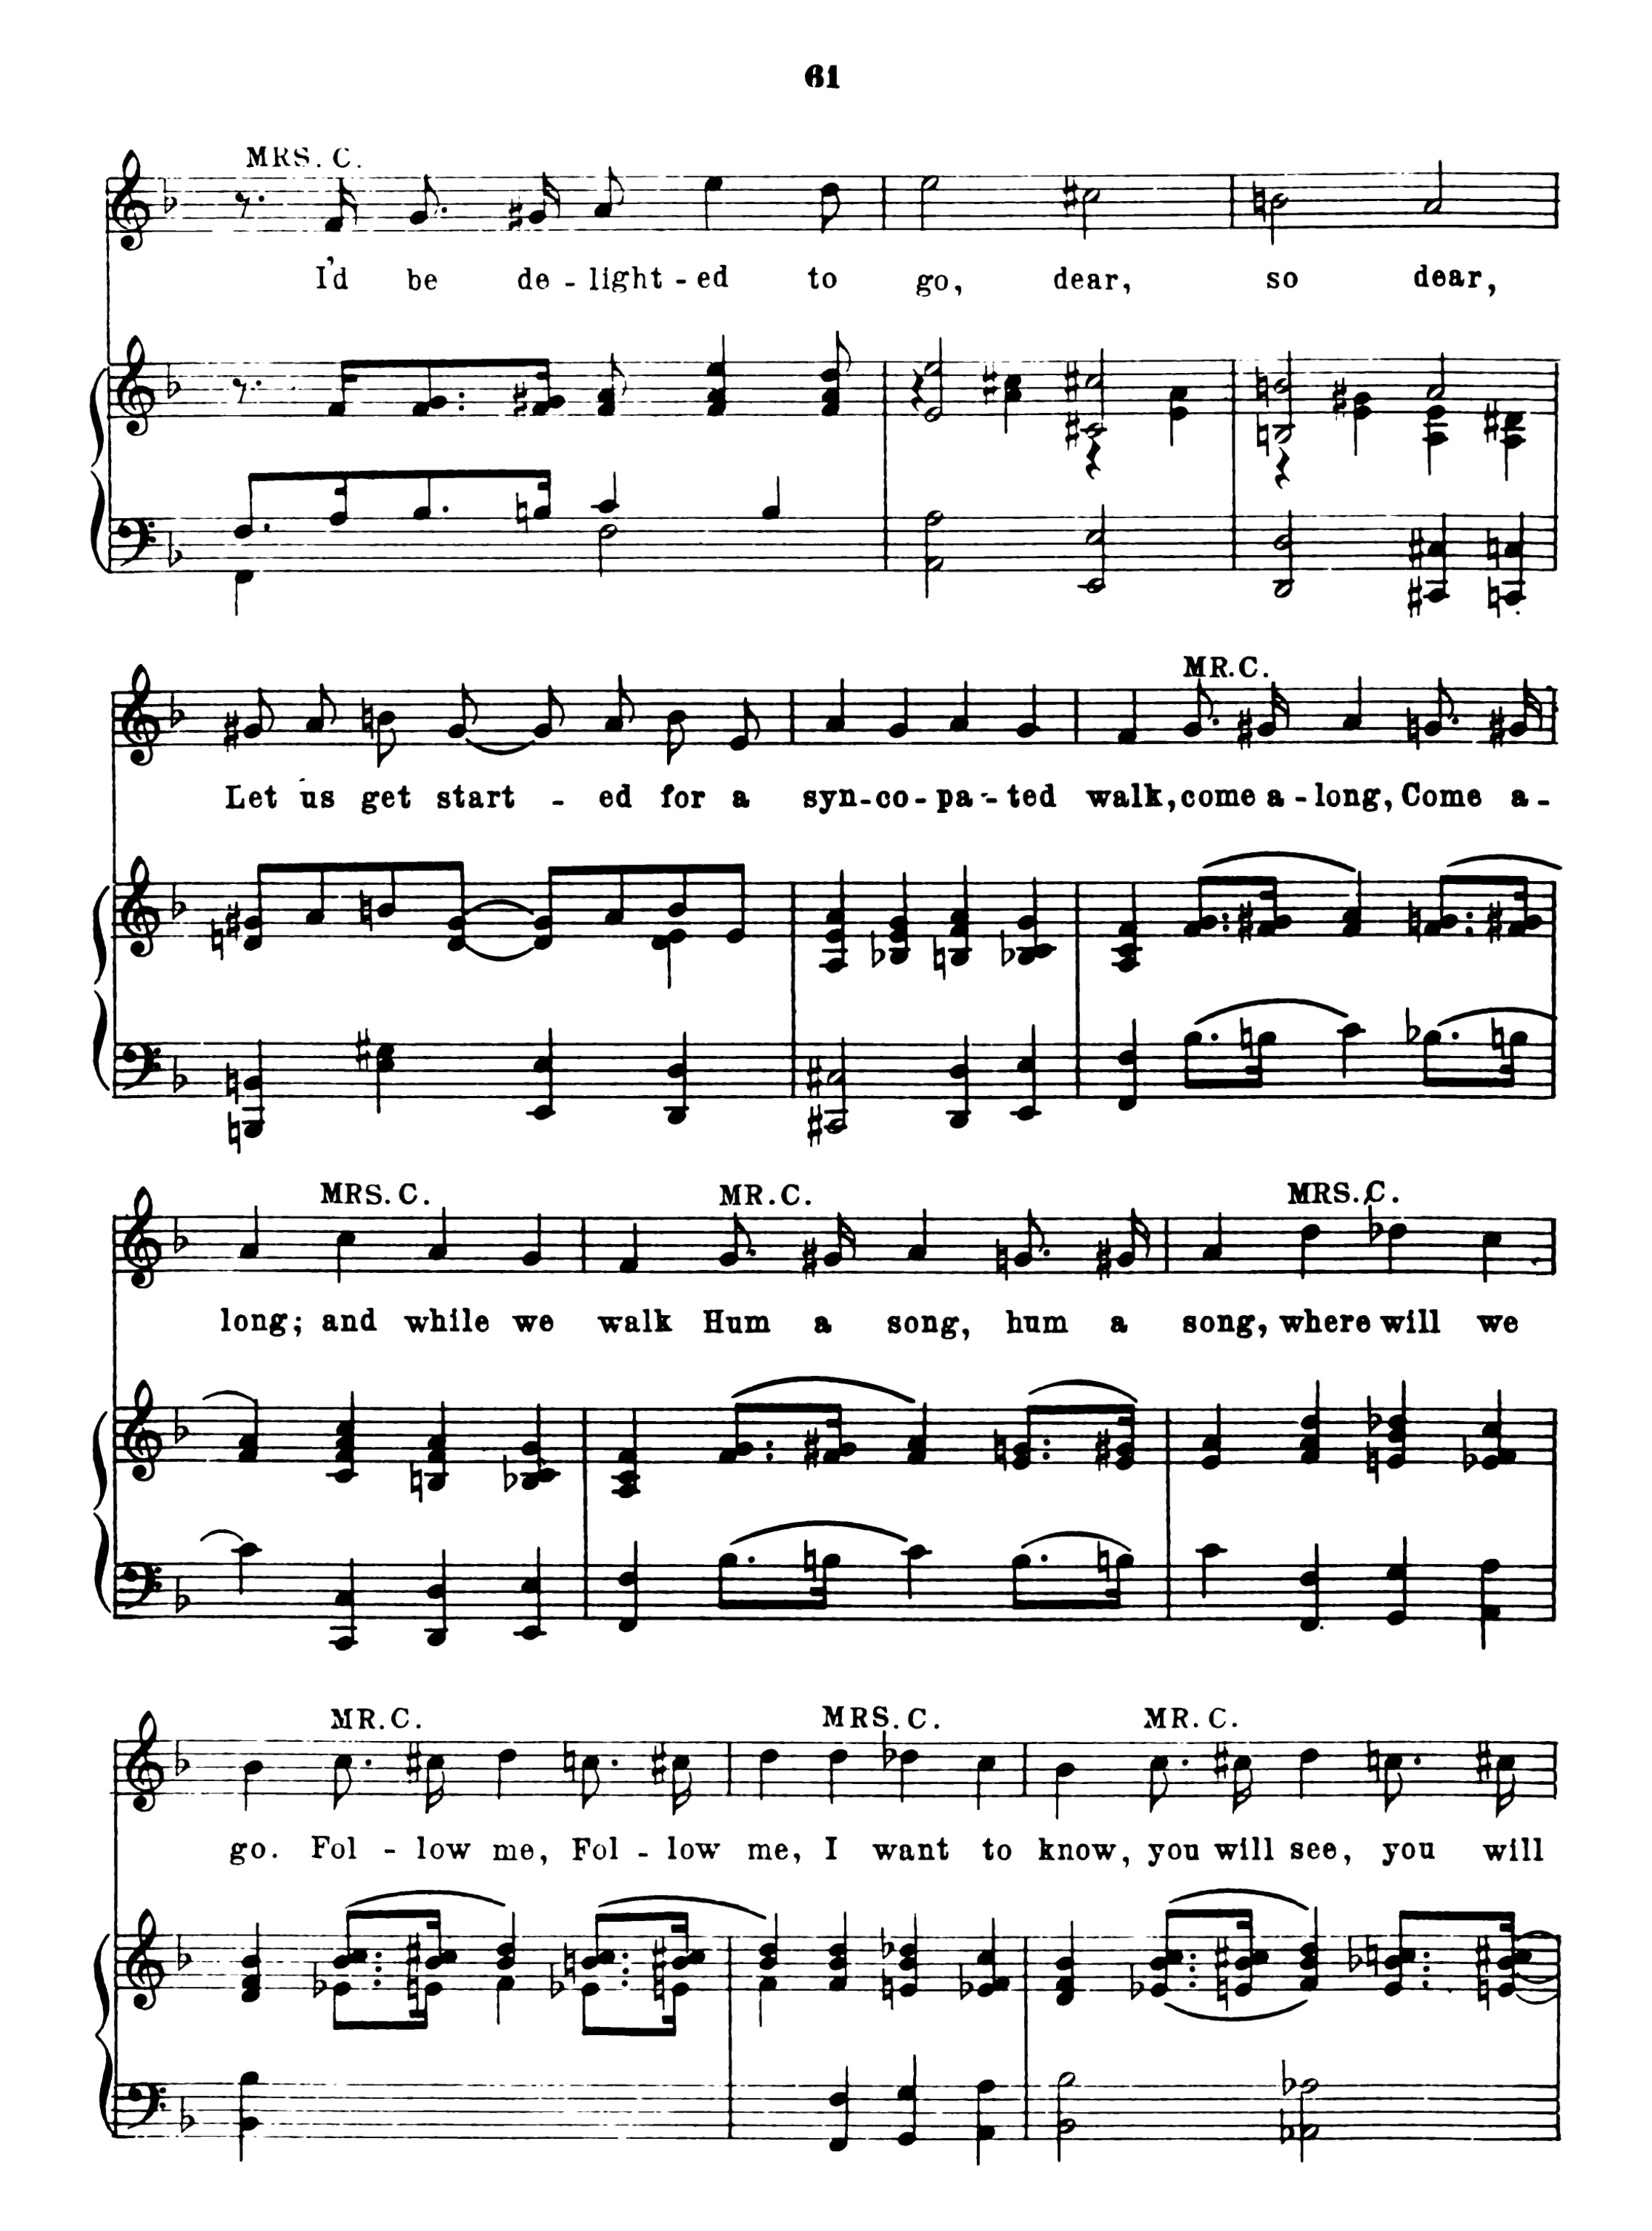 61
MRS. C.
I'd be de - light - ed to go, dear, so dear,
MR. C.
Let us get start - ed for a syn - co - pa - ted walk, come a - long, Come a -
MRS. C. MR. C. MRS. C.
long; and while we walk Hum a song, hum a song, where will we
MR. C. MRS. C. MR. C.
go. Fol - low me, Fol - low me, I want to know, you will see, you will